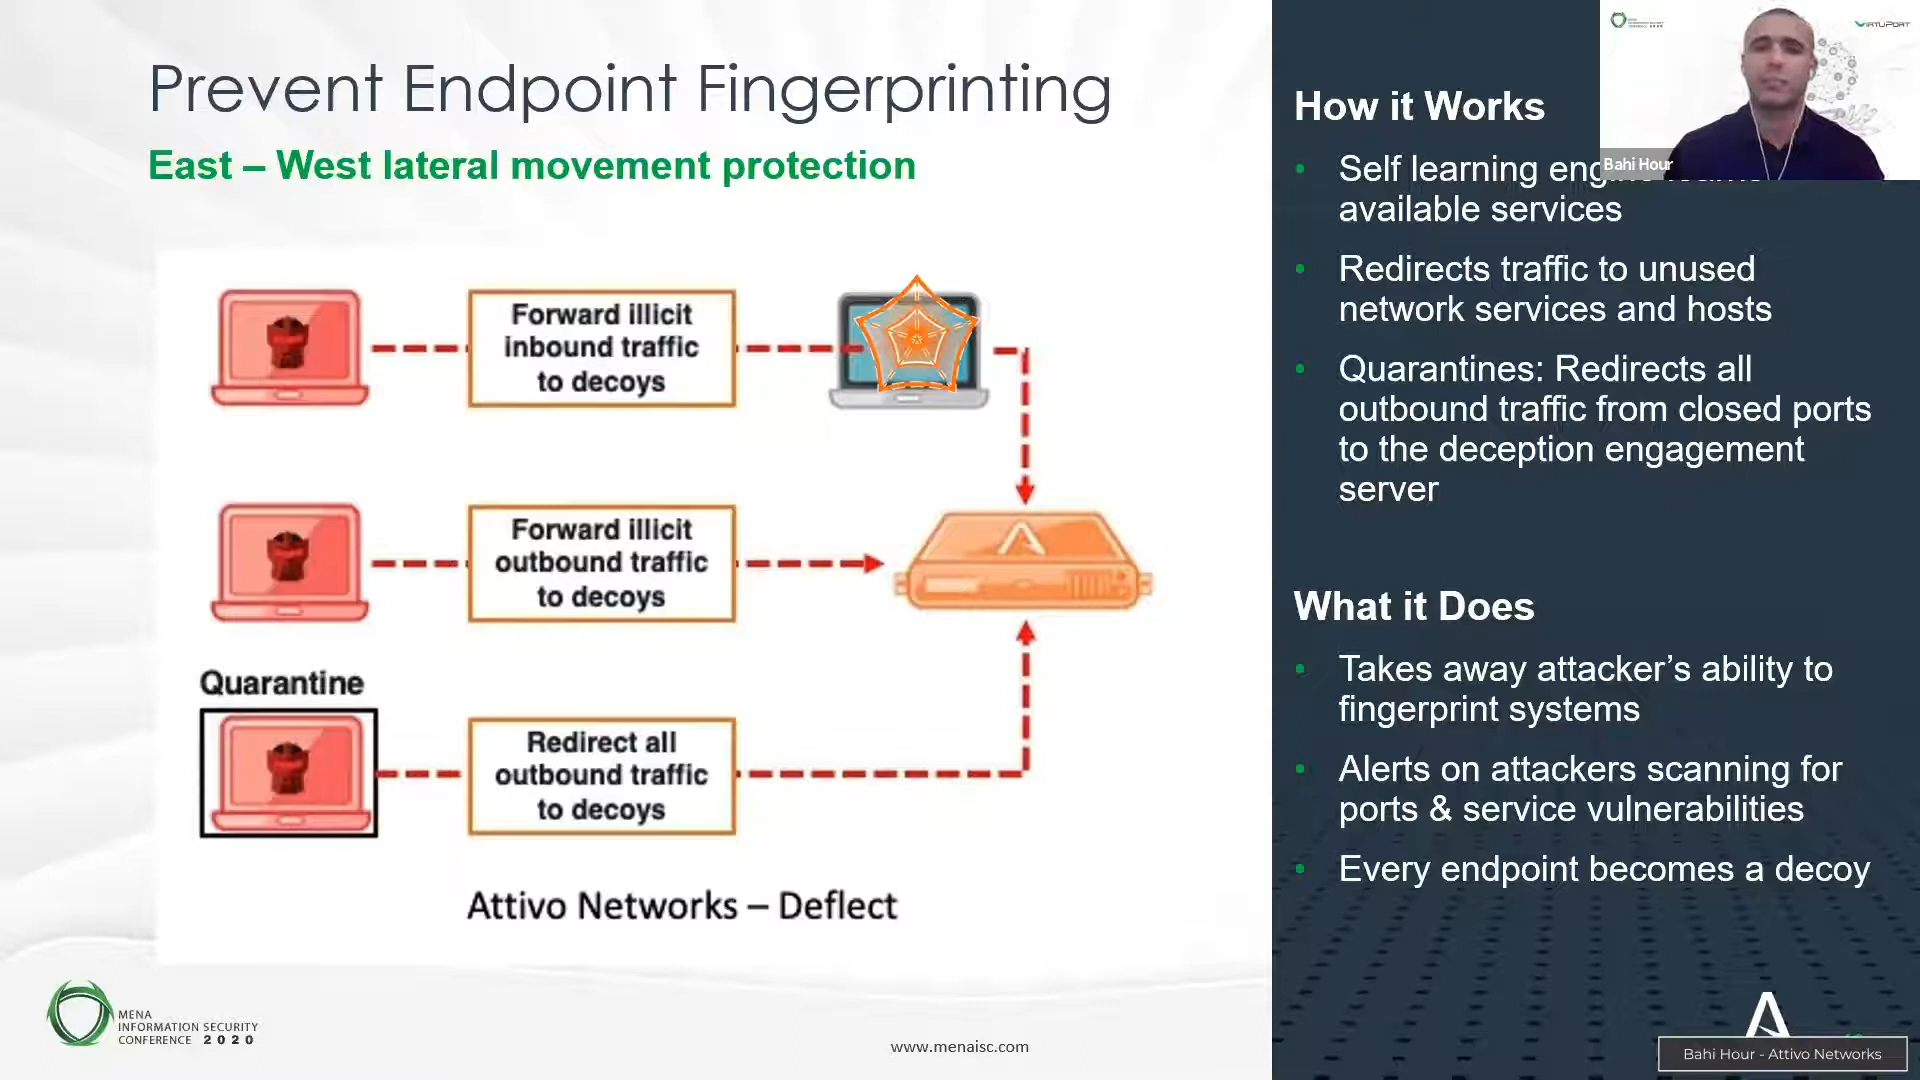 Prevent Endpoint Fingerprinting
East – West lateral movement protection
Forward illicit
inbound traffic
to decoys
Forward illicit
outbound traffic
to decoys
Quarantine
Redirect all
outbound traffic
to decoys
Attivo Networks – Deflect
MENA
INFORMATION SECURITY
CONFERENCE 2020
www.menaisc.com
How it Works
Self learning
available services
Redirects traffic to unused
network services and hosts
Quarantines: Redirects all
outbound traffic from closed ports
to the deception engagement
server
What it Does
Takes away attacker's ability to
fingerprint systems
Alerts on attackers scanning for
ports & service vulnerabilities
Every endpoint becomes a decoy
VIRTUPORT
Bahi Hour
Bahi Hour - Attivo Networks